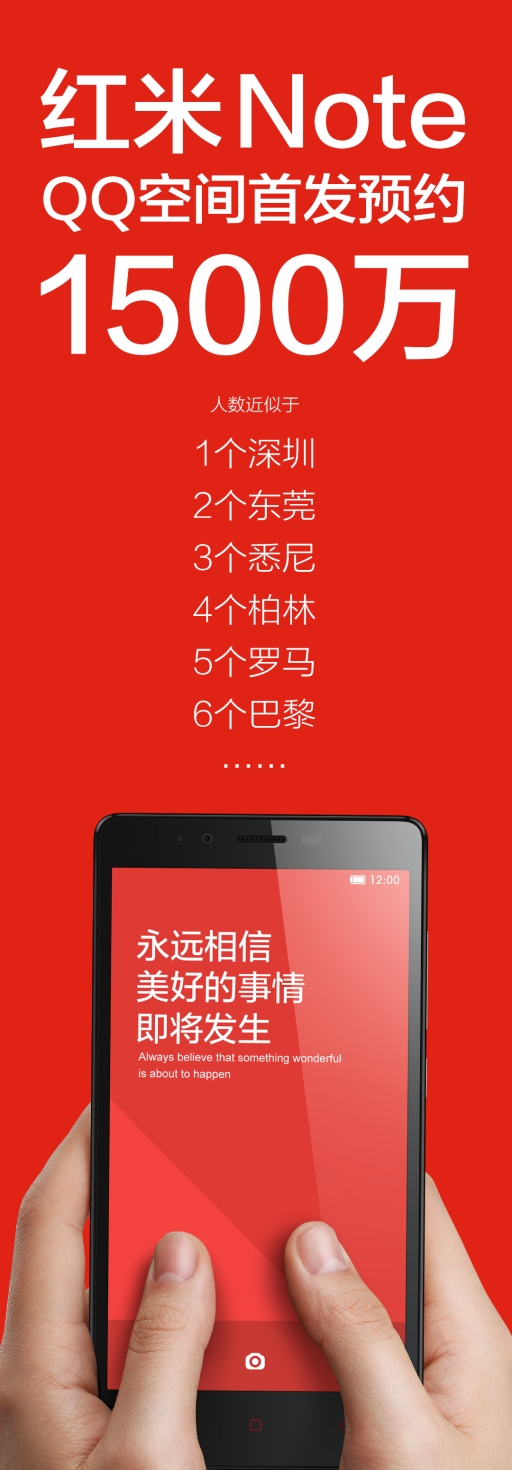 红米Note
QQ空间首发预约
1500万
人数近似于
1个深圳
2个东莞
3个悉尼
4个柏林
5个罗马
6个巴黎
......
12:00
永远相信
美好的事情
即将发生
Always believe that something wonderful
is about to happen